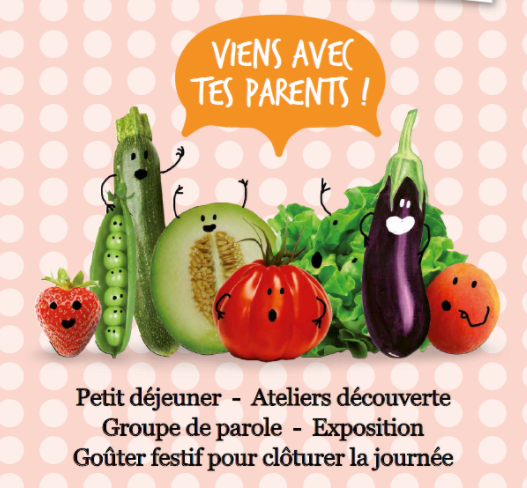 VIENS AVEC
TES PARENTS !
Petit déjeuner - Ateliers découverte
Groupe de parole - Exposition
Goûter festif pour clôturer la journée